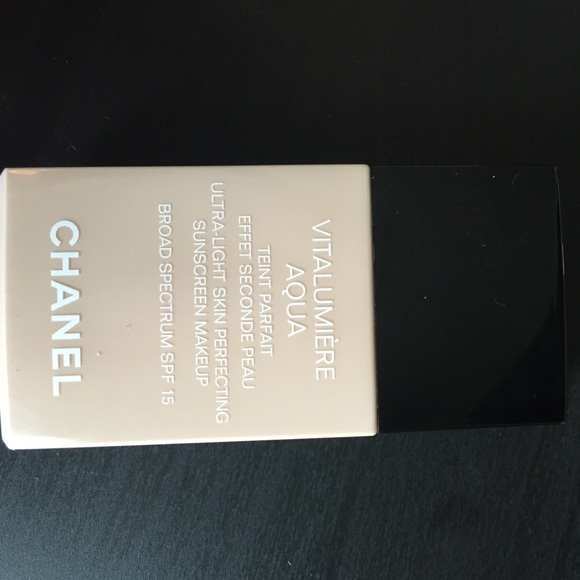 VITALUMIÈRE
AQUA
TEINT PARFAIT
EFFET SECONDE PEAU
ULTRA-LIGHT SKIN PERFECTING
SUNSCREEN MAKEUP
BROAD SPECTRUM SPF 15
CHANEL